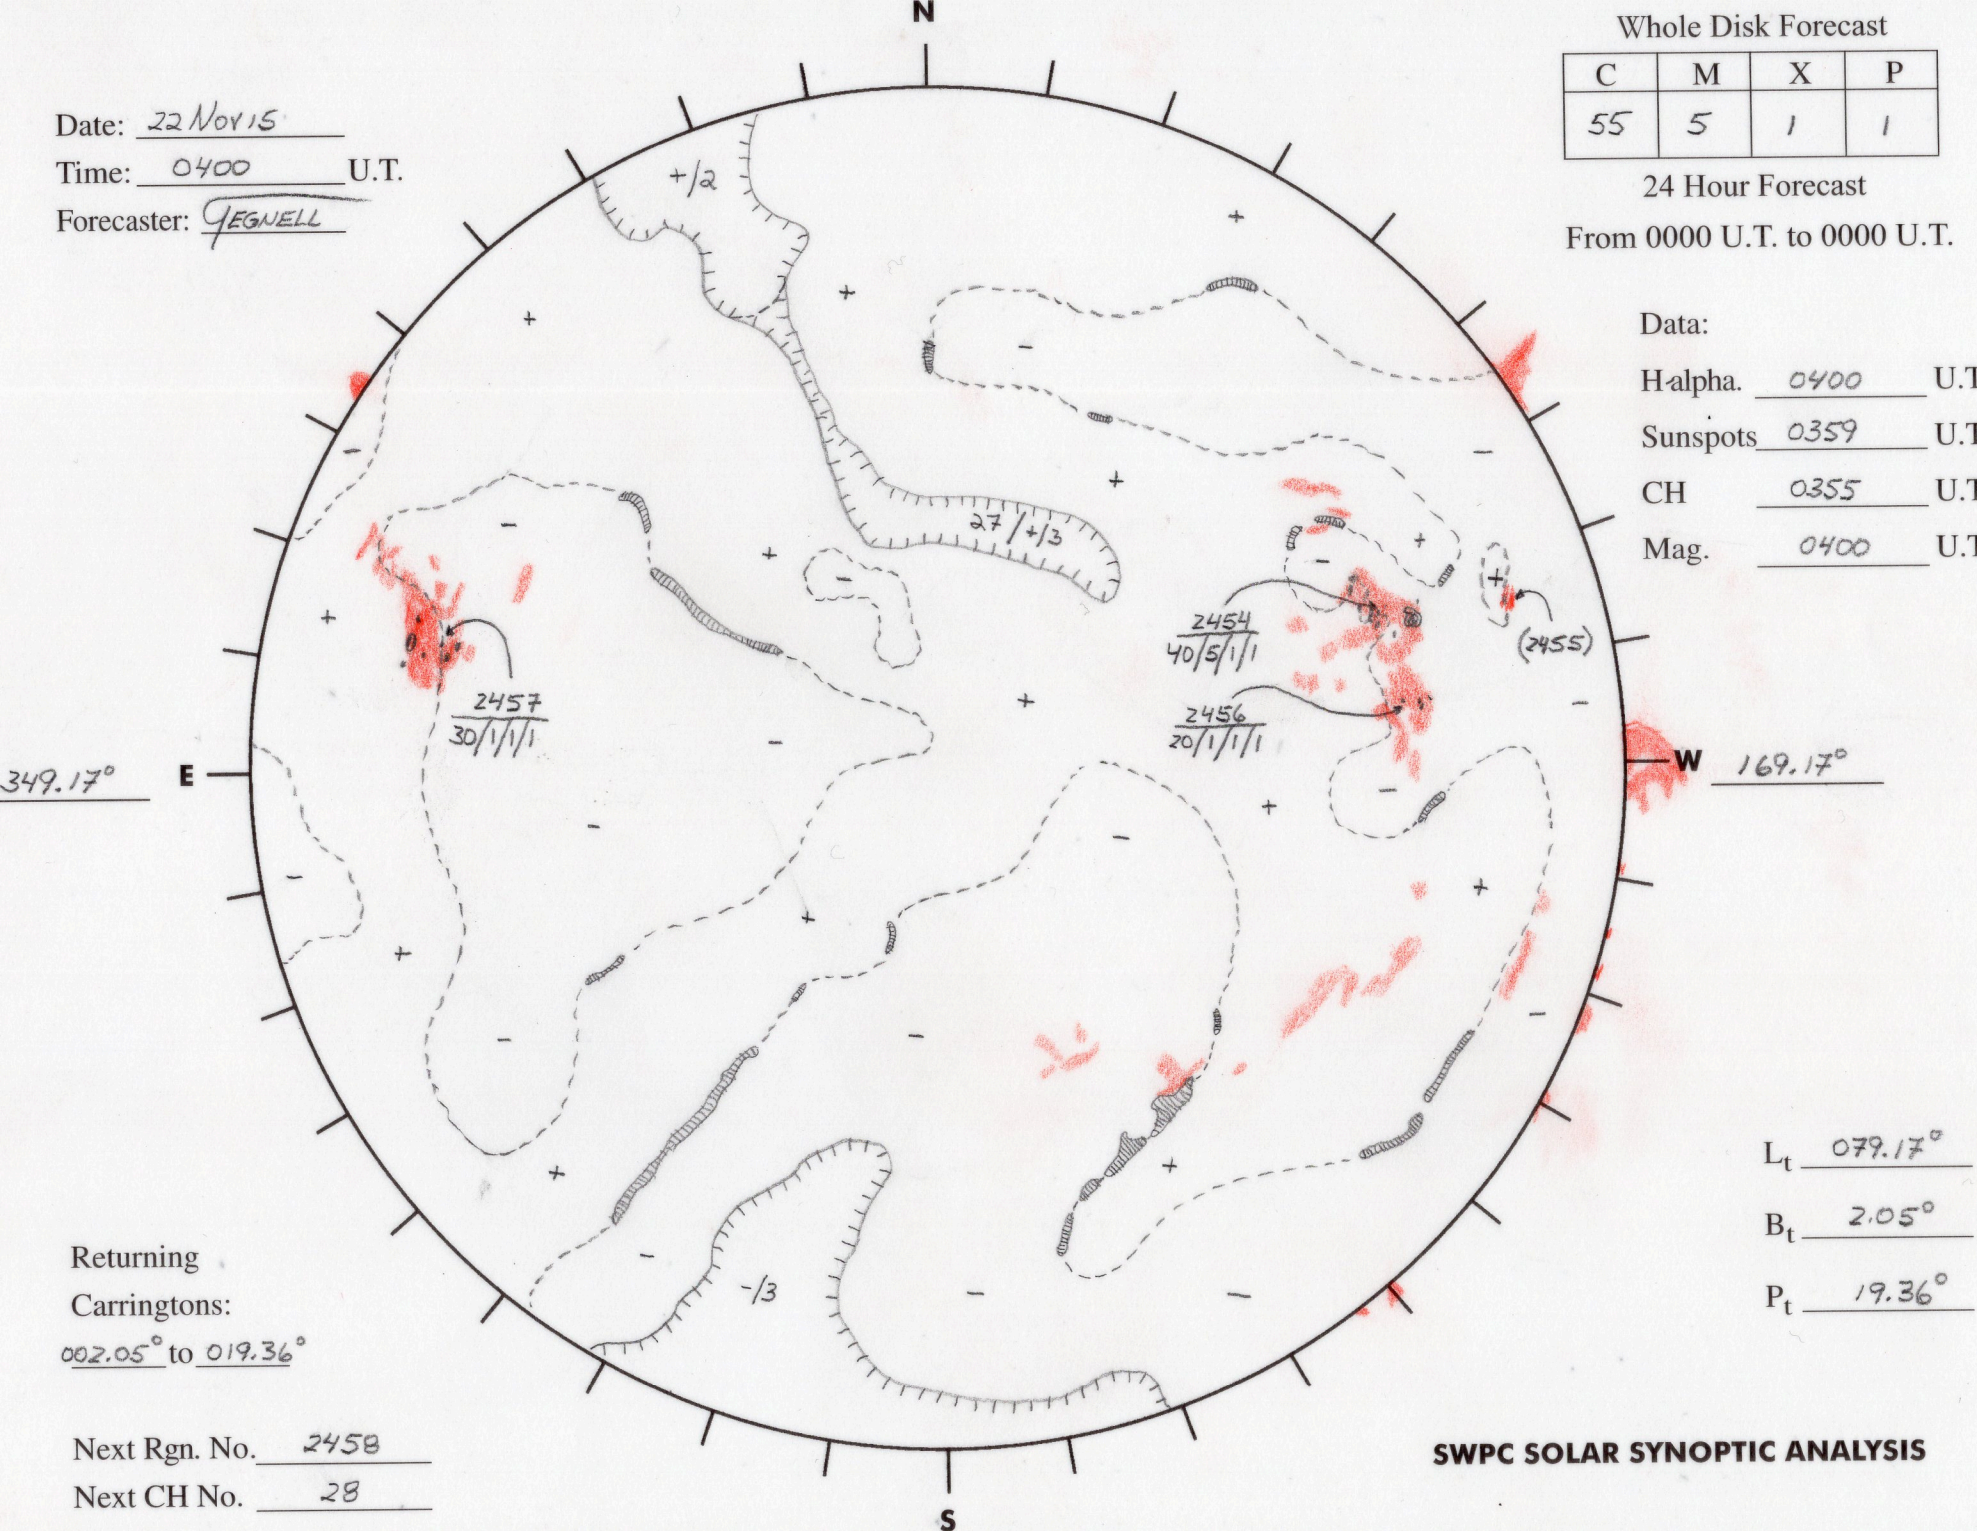 N
Whole Disk Forecast
C M X P
55 5 1 1
24 Hour Forecast
From 0000 U.T. to 0000 U.T.
Date: 22 Nov 15
Time: 0400 U.T.
Forecaster: TEGNELL
Data:
H-alpha. 0400 U.T
Sunspots 0359 U.T
CH 0355 U.T
Mag. 0400 U.T
+/2
+
+
+
-
-
-
+
27/+/3
-
+
-
+
-
+
+
2454
40/5/1/1
(2455)
2457
30/1/1/1
2456
20/1/1/1
+
-
-
349.17° E
W 169.17°
-
+
-
-
-
+
+
+
-
-
-
+
+
-
-/3
-
-
Lt 079.17°
Bt 2.05°
Pt 19.36°
Returning
Carringtons:
002.05° to 019.36°
Next Rgn. No. 2458
Next CH No. 28
SWPC SOLAR SYNOPTIC ANALYSIS
S